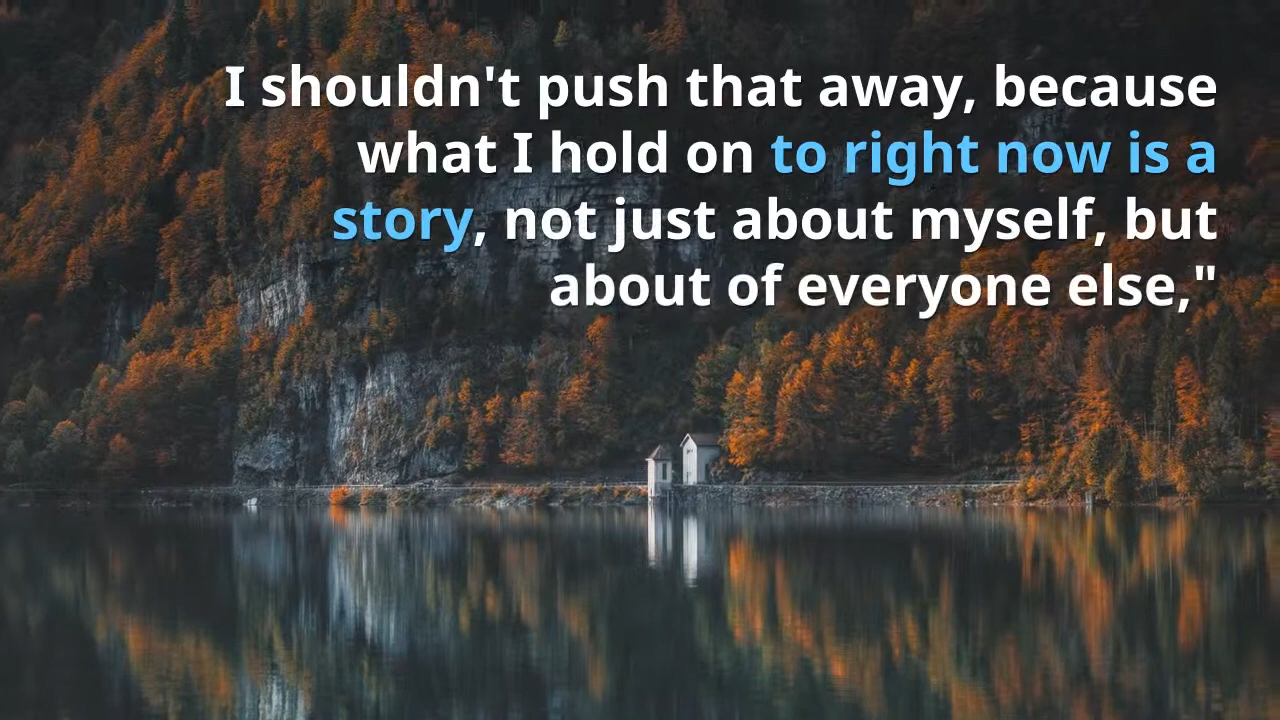 I shouldn't push that away, because
what I hold on to right now is a
story, not just about myself, but
about of everyone else,"